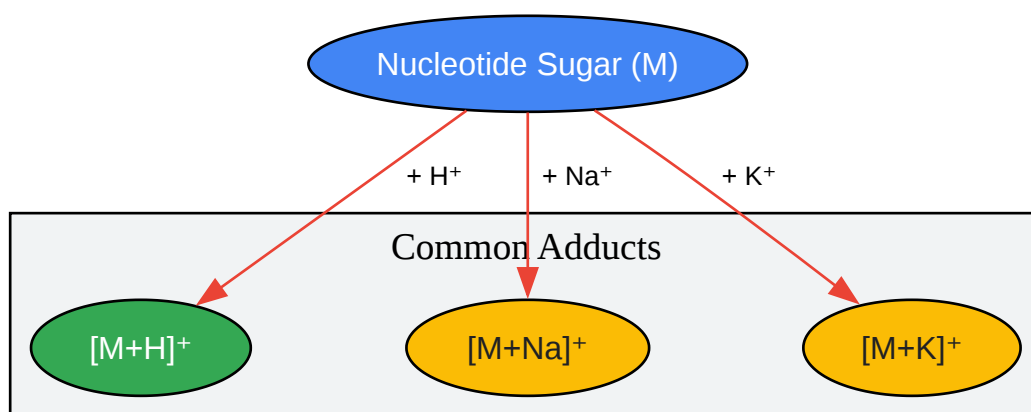 Nucleotide Sugar (M)
+ H⁺
+ Na⁺
+ K⁺
Common Adducts
[M+H]⁺
[M+Na]⁺
[M+K]⁺